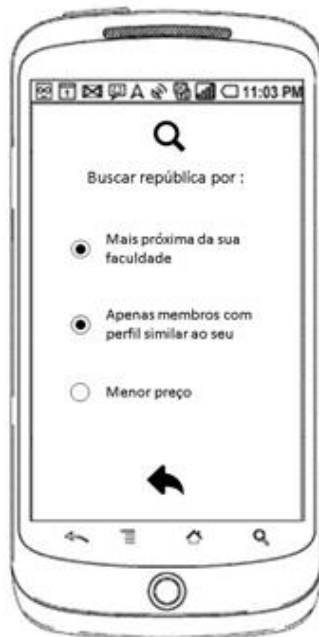 11:03 PM
Buscar república por :
Mais próxima da sua
faculdade
Apenas membros com
perfil similar ao seu
Menor preço